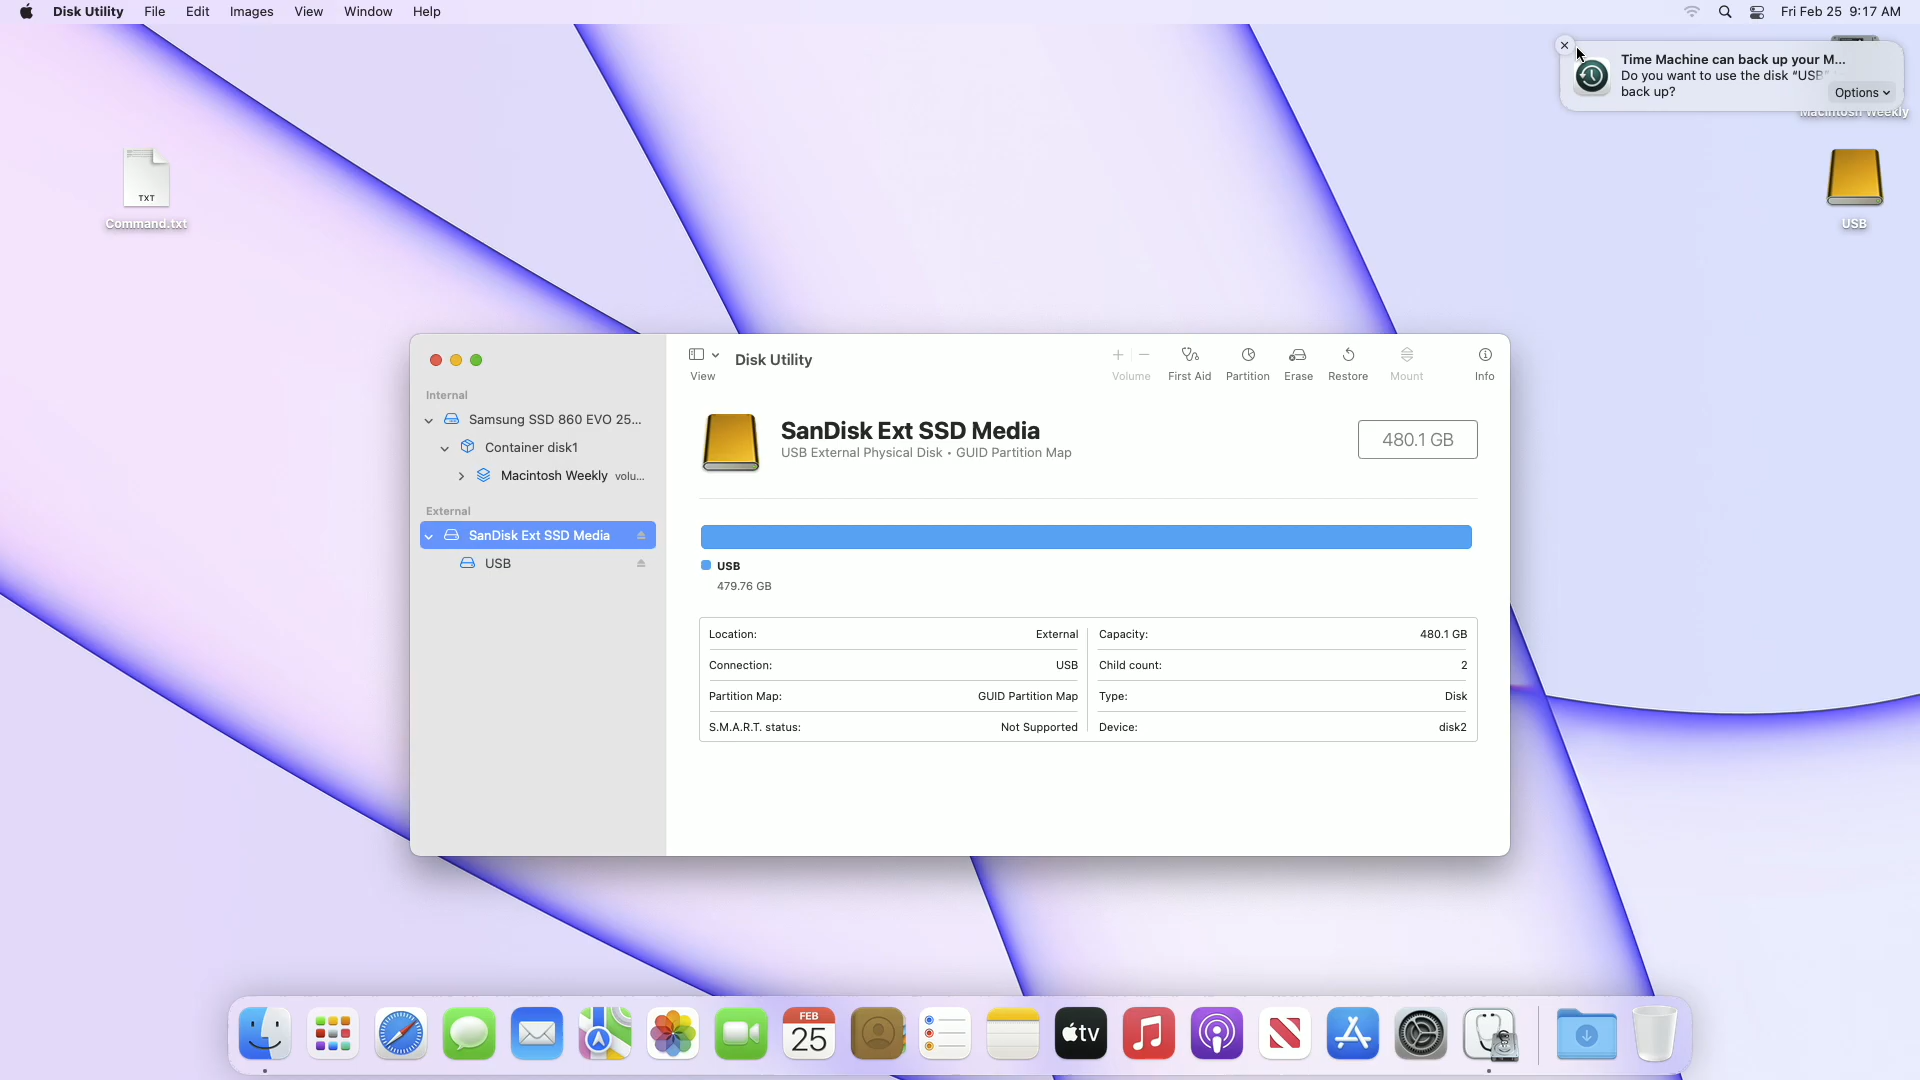 Disk Utility File Edit Images View Window Help
Fri Feb 25 9:17 AM
Time Machine can back up your M...
Do you want to use the disk “USB”
back up?
Options
Macintosh Weekly
TXT
Command.txt
USB
Internal
Samsung SSD 860 EVO 25...
Container disk1
Macintosh Weekly volu...
External
SanDisk Ext SSD Media
USB
View
Disk Utility
Volume First Aid Partition Erase Restore Mount Info
SanDisk Ext SSD Media
USB External Physical Disk • GUID Partition Map
480.1 GB
USB
479.76 GB
Location: External
Connection: USB
Partition Map: GUID Partition Map
S.M.A.R.T. status: Not Supported
Capacity: 480.1 GB
Child count: 2
Type: Disk
Device: disk2
FEB
25
tv